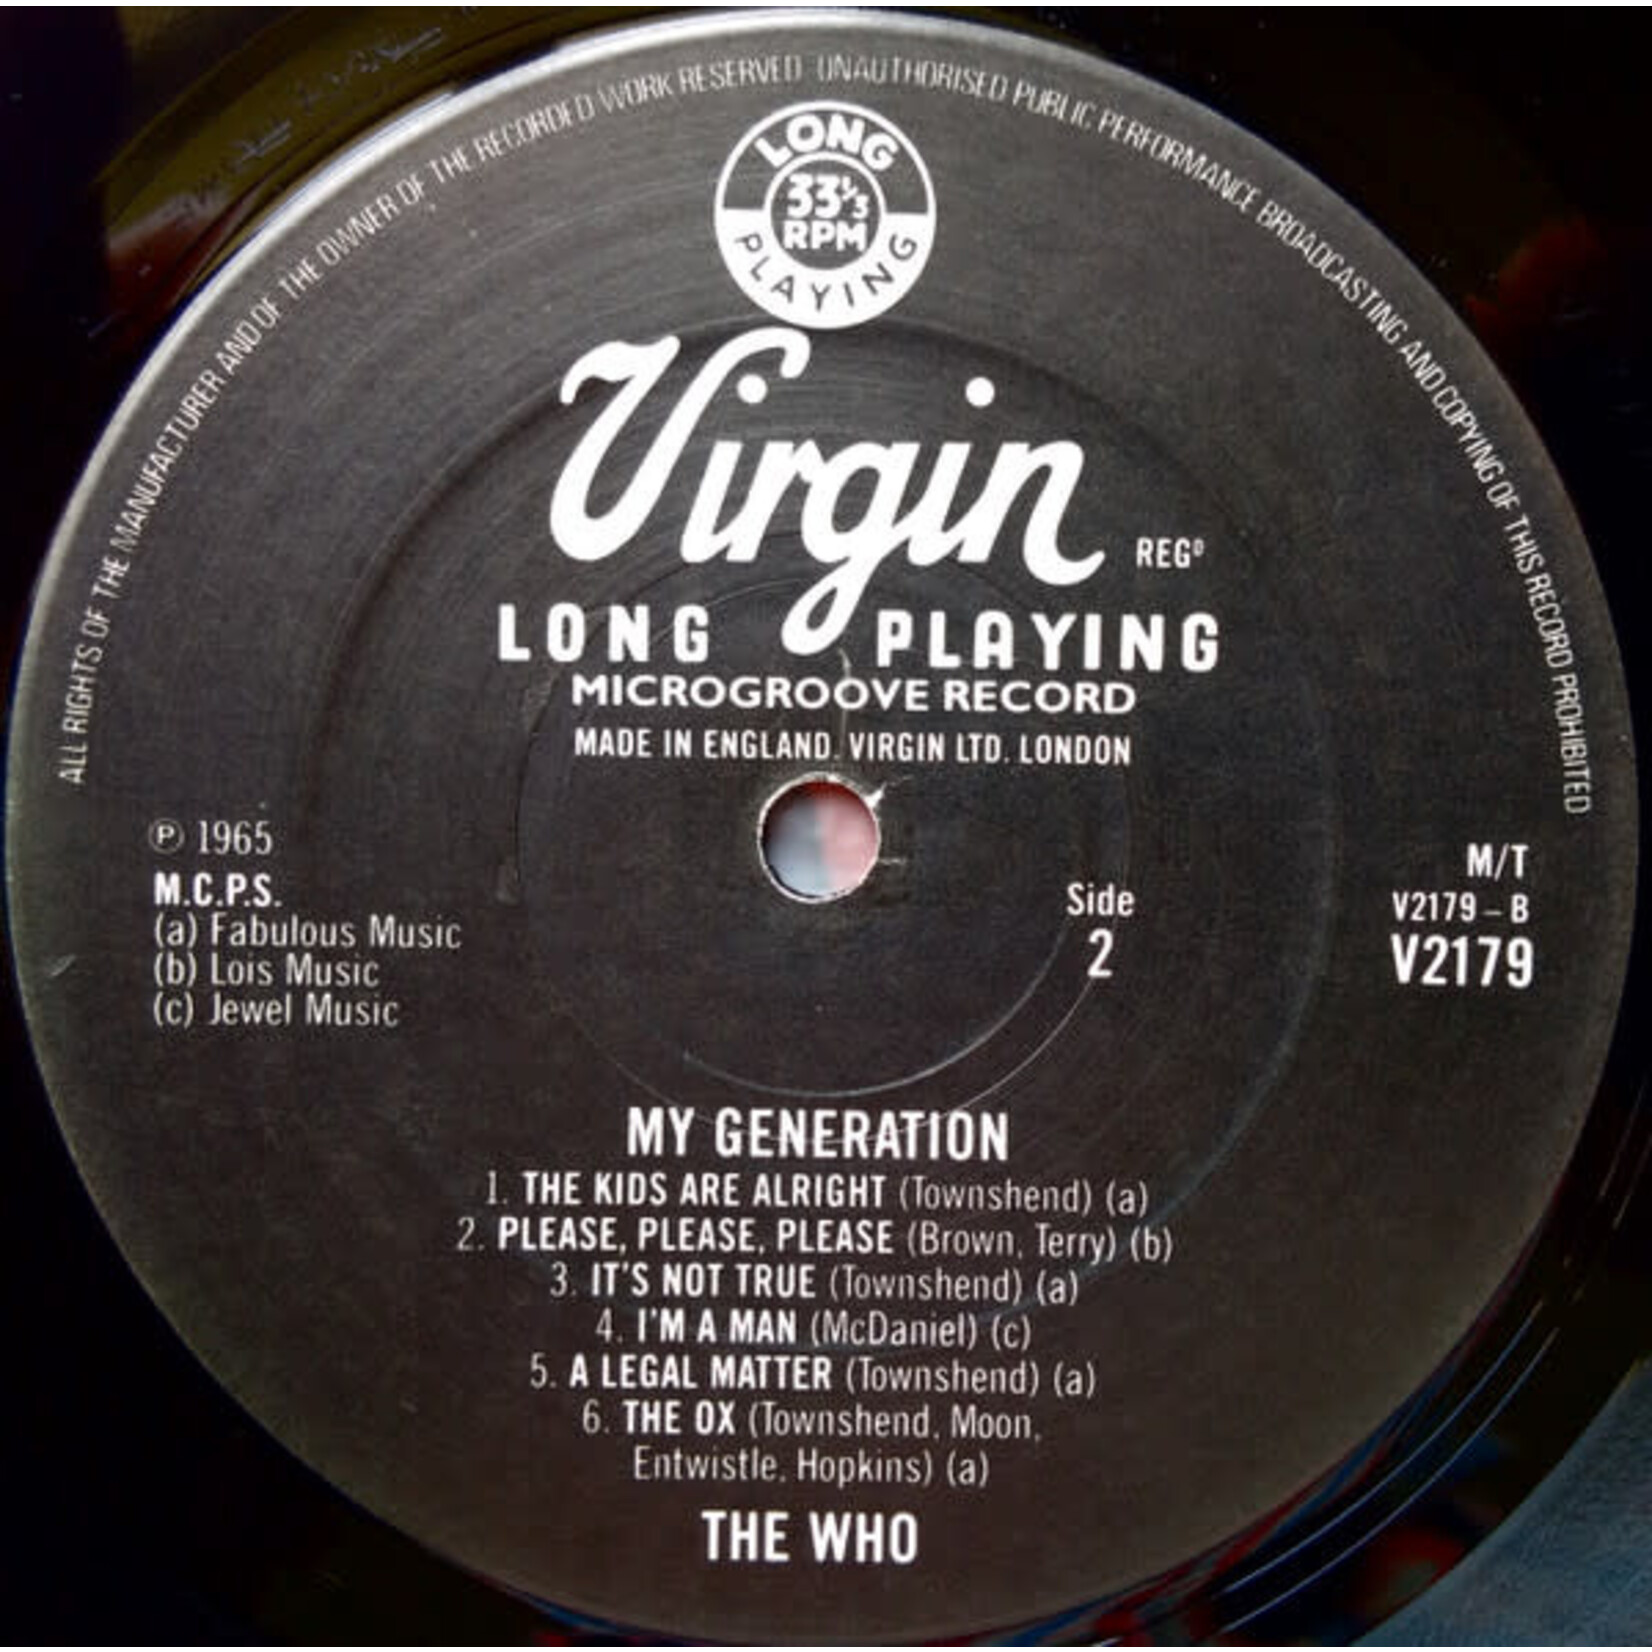 ALL RIGHTS OF THE MANUFACTURER AND OF THE OWNER OF THE RECORDED WORK RESERVED UNAUTHORISED PUBLIC PERFORMANCE BROADCASTING AND COPYING OF THIS RECORD PROHIBITED
LONG
33⅓
RPM
PLAYING
Virgin REGᴰ
LONG PLAYING
MICROGROOVE RECORD
MADE IN ENGLAND. VIRGIN LTD. LONDON
℗ 1965
M.C.P.S.
(a) Fabulous Music
(b) Lois Music
(c) Jewel Music
Side
2
M/T
V2179 – B
V2179
MY GENERATION
1. THE KIDS ARE ALRIGHT (Townshend) (a)
2. PLEASE, PLEASE, PLEASE (Brown, Terry) (b)
3. IT'S NOT TRUE (Townshend) (a)
4. I'M A MAN (McDaniel) (c)
5. A LEGAL MATTER (Townshend) (a)
6. THE OX (Townshend, Moon,
Entwistle, Hopkins) (a)
THE WHO